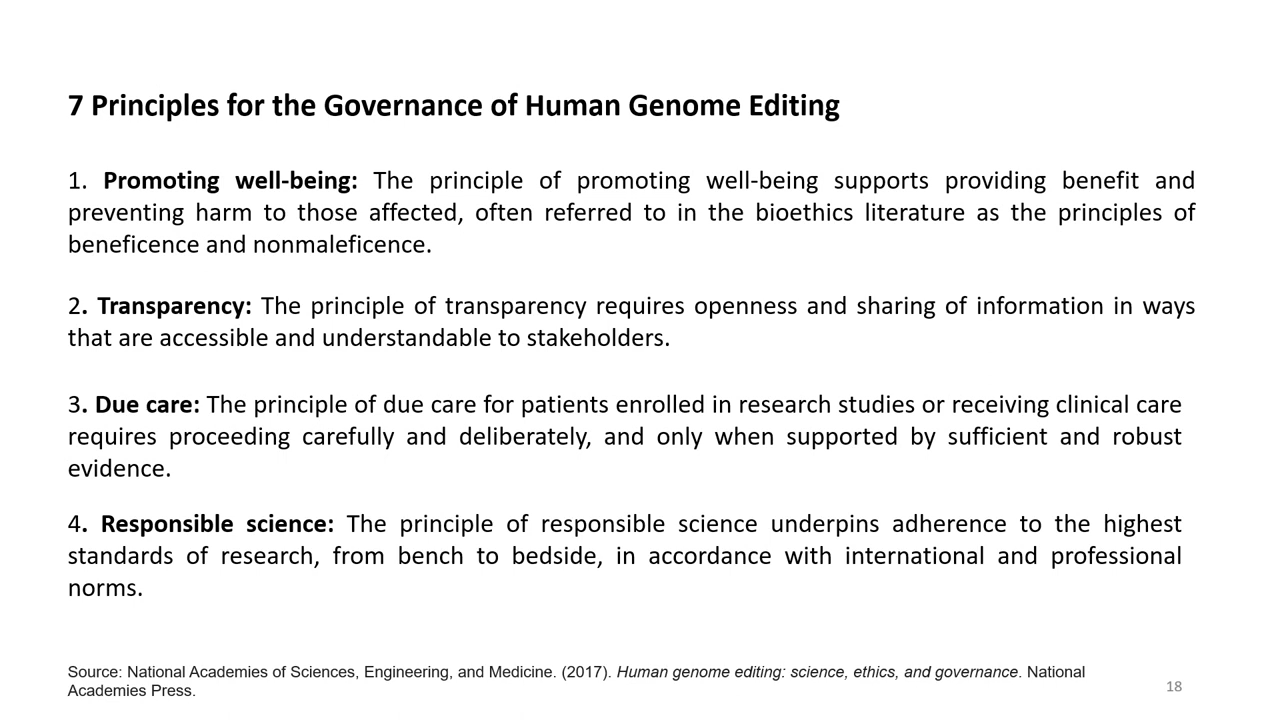 7 Principles for the Governance of Human Genome Editing
1. Promoting well-being: The principle of promoting well-being supports providing benefit and
preventing harm to those affected, often referred to in the bioethics literature as the principles of
beneficence and nonmaleficence.
2. Transparency: The principle of transparency requires openness and sharing of information in ways
that are accessible and understandable to stakeholders.
3. Due care: The principle of due care for patients enrolled in research studies or receiving clinical care
requires proceeding carefully and deliberately, and only when supported by sufficient and robust
evidence.
4. Responsible science: The principle of responsible science underpins adherence to the highest
standards of research, from bench to bedside, in accordance with international and professional
norms.
Source: National Academies of Sciences, Engineering, and Medicine. (2017). Human genome editing: science, ethics, and governance. National
Academies Press.
18